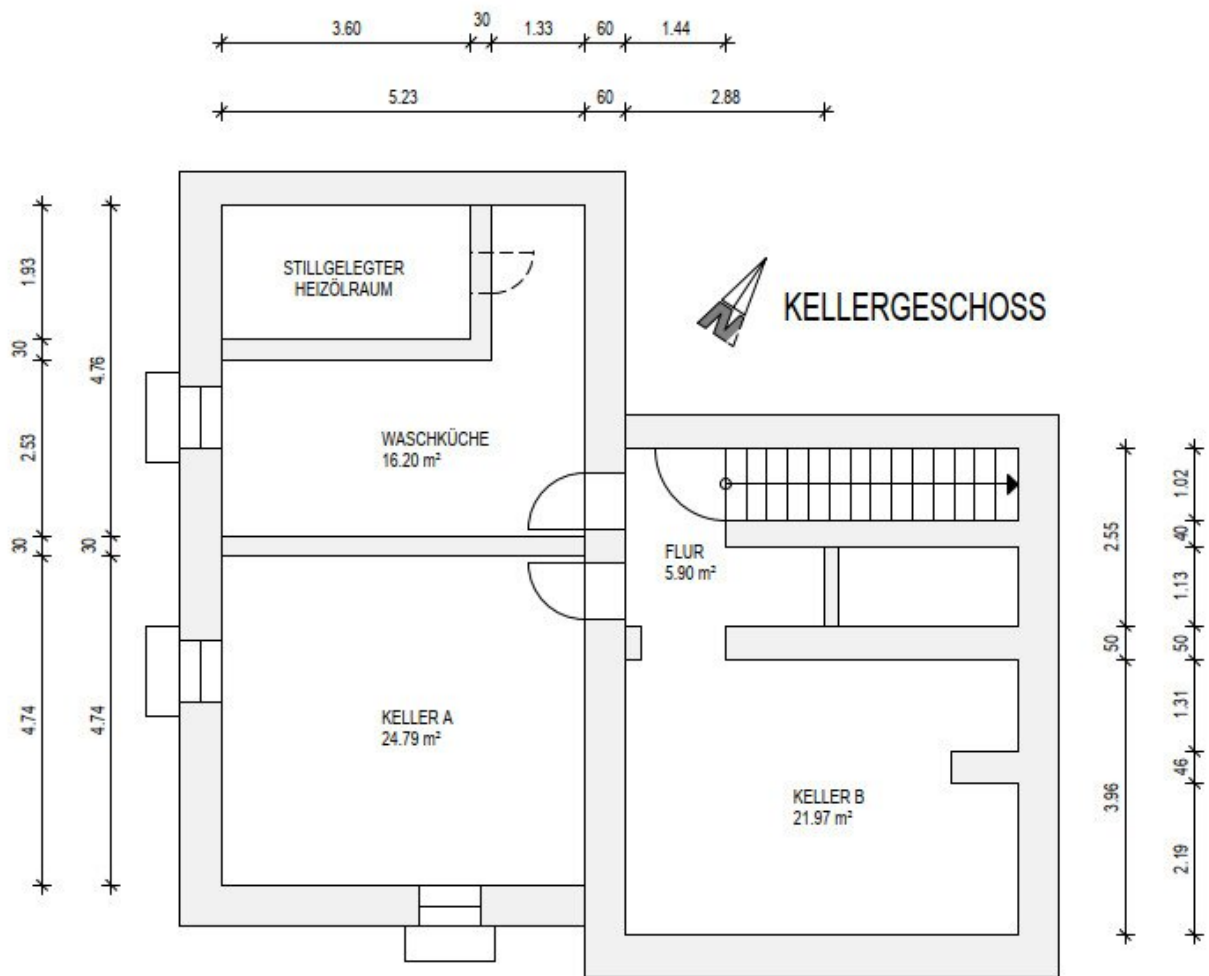 3.60
30
1.33
60
1.44
5.23
60
2.88
STILLGELEGTER
HEIZÖLRAUM
N
KELLERGESCHOSS
1.93
30
2.53
30
4.74
4.76
30
4.74
WASCHKÜCHE
16.20 m²
FLUR
5.90 m²
KELLER A
24.79 m²
KELLER B
21.97 m²
2.55
50
3.96
1.02
40
1.13
50
1.31
46
2.19